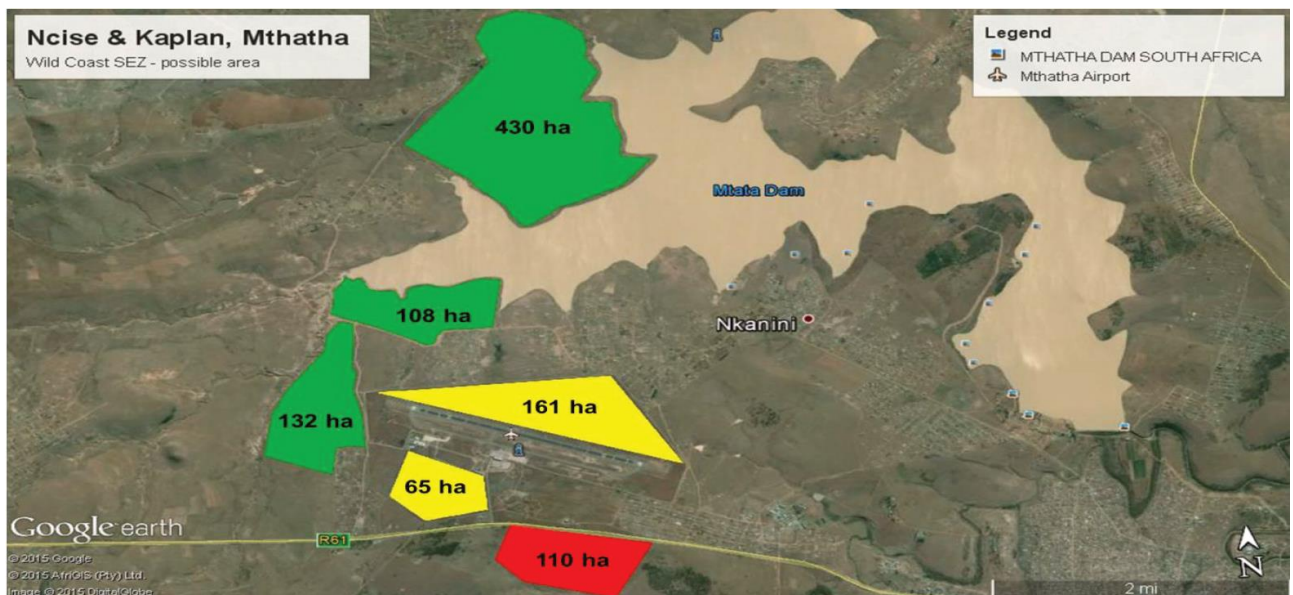 Ncise & Kaplan, Mthatha
Wild Coast SEZ - possible area
Legend
MTHATHA DAM SOUTH AFRICA
Mthatha Airport
430 ha
Mtata Dam
108 ha
Nkanini
132 ha
161 ha
65 ha
Google earth
R61
110 ha
© 2015 Google
© 2015 AfriGIS (Pty) Ltd.
Image © 2015 DigitalGlobe
N
2 mi